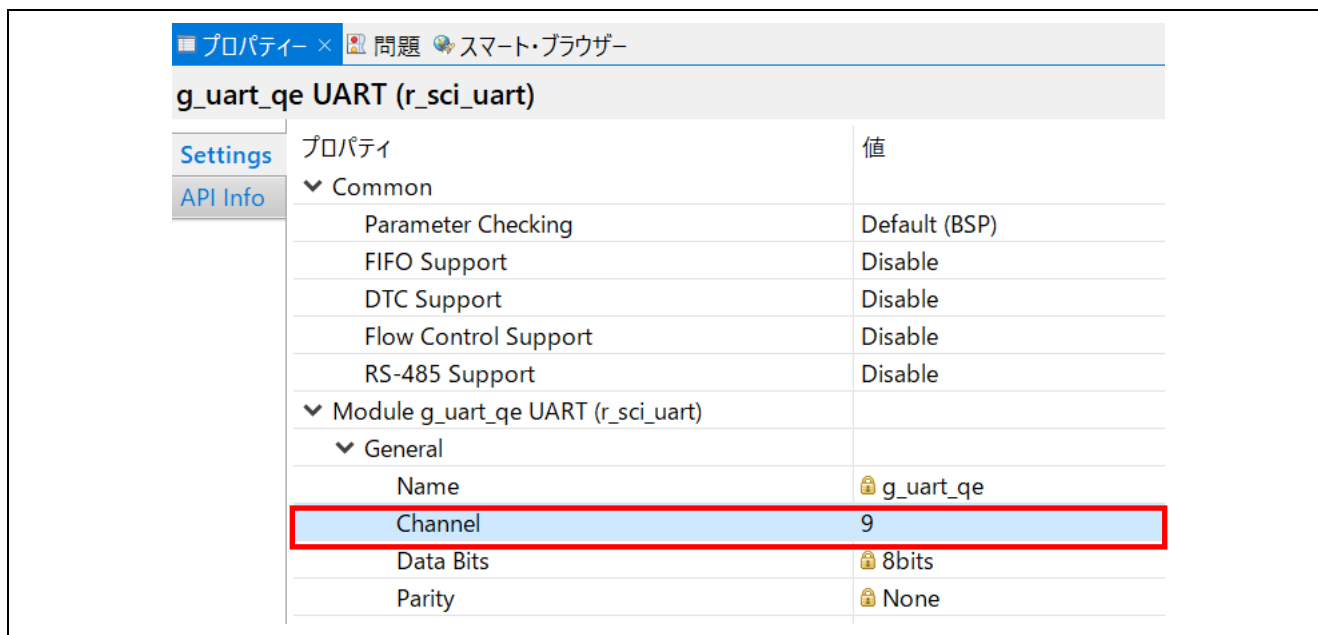 プロパティー × 問題 スマート・ブラウザー
g_uart_qe UART (r_sci_uart)
Settings
API Info
プロパティ 値
Common
Parameter Checking Default (BSP)
FIFO Support Disable
DTC Support Disable
Flow Control Support Disable
RS-485 Support Disable
Module g_uart_qe UART (r_sci_uart)
General
Name g_uart_qe
Channel 9
Data Bits 8bits
Parity None